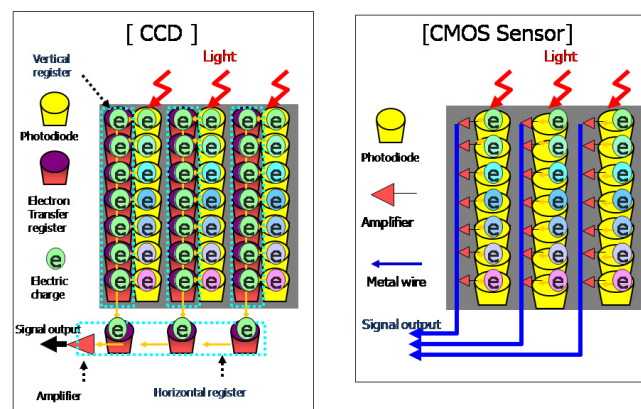 [ CCD ]
Vertical
register
Light
Photodiode
Electron
Transfer
register
e
Electric
charge
Signal output
Amplifier
Horizontal register
[CMOS Sensor]
Light
Photodiode
Amplifier
Metal wire
Signal output
e e e e e e
e e e e e e
e e e e e e
e e e e e e
e e e e e e
e e e e e e
e e e e e e
e e e
e e e
e e e
e e e
e e e
e e e
e e e
e e e